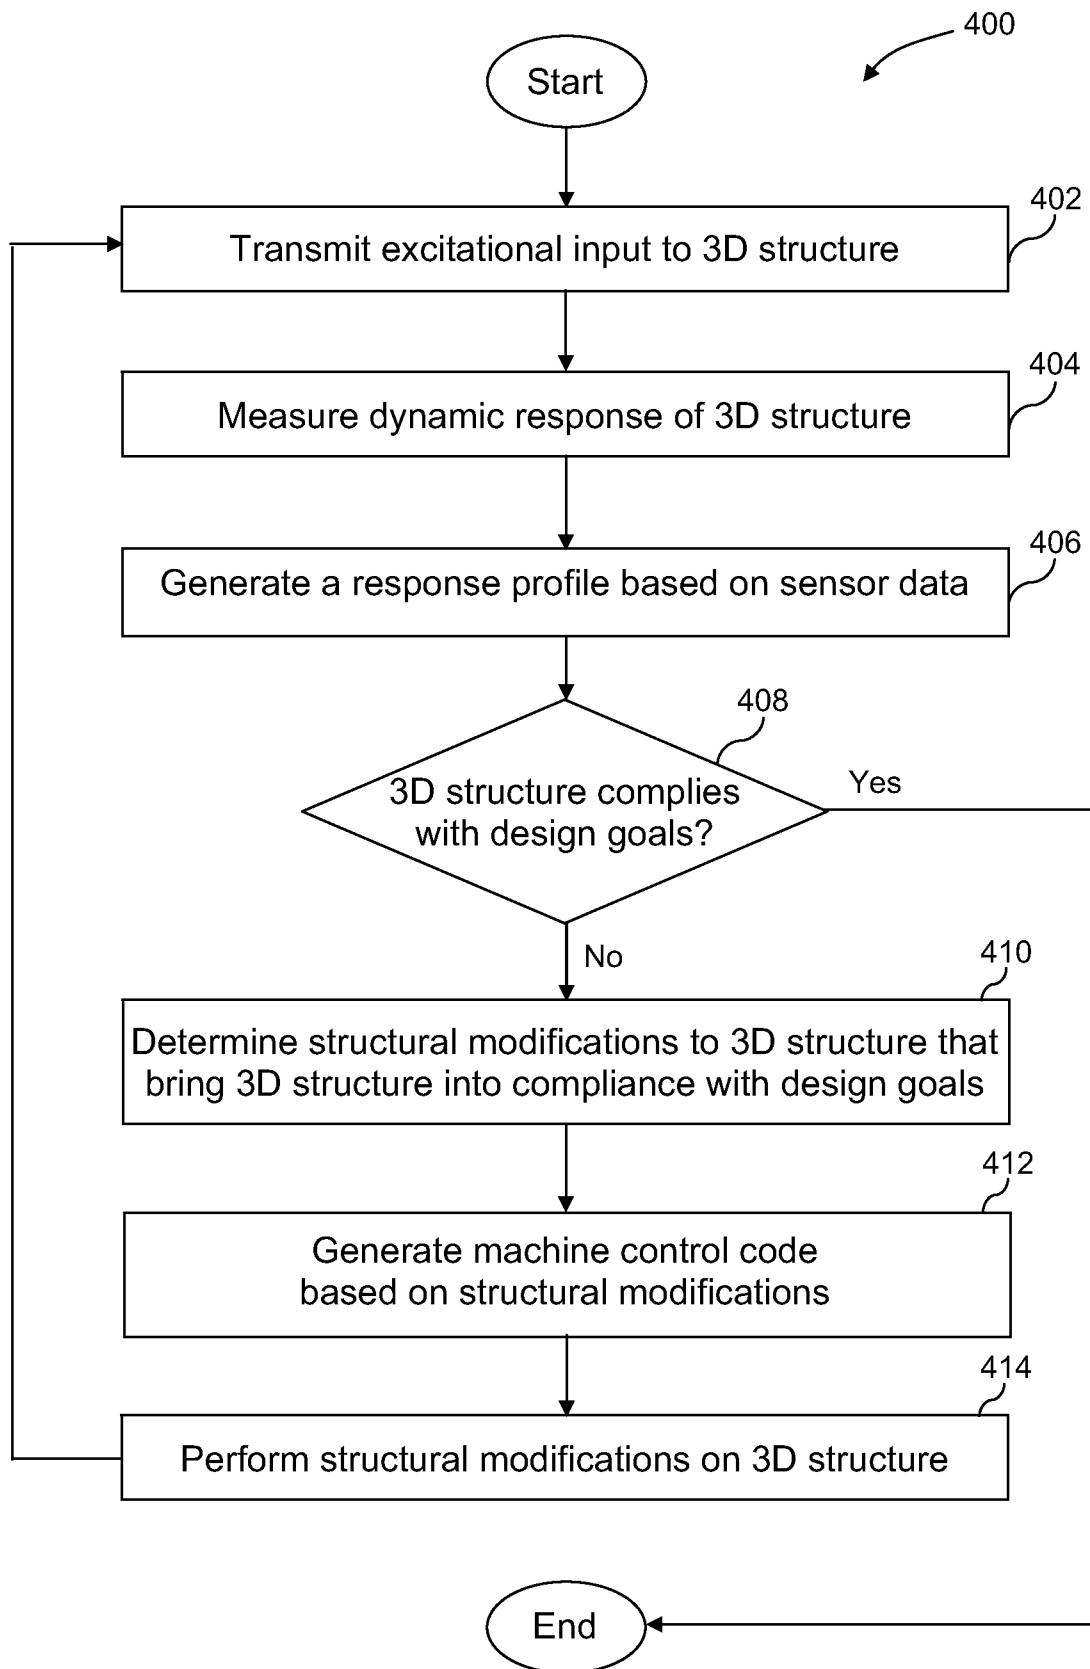 400
Start
402
Transmit excitational input to 3D structure
404
Measure dynamic response of 3D structure
406
Generate a response profile based on sensor data
408
3D structure complies
with design goals?
Yes
No
410
Determine structural modifications to 3D structure that
bring 3D structure into compliance with design goals
412
Generate machine control code
based on structural modifications
414
Perform structural modifications on 3D structure
End